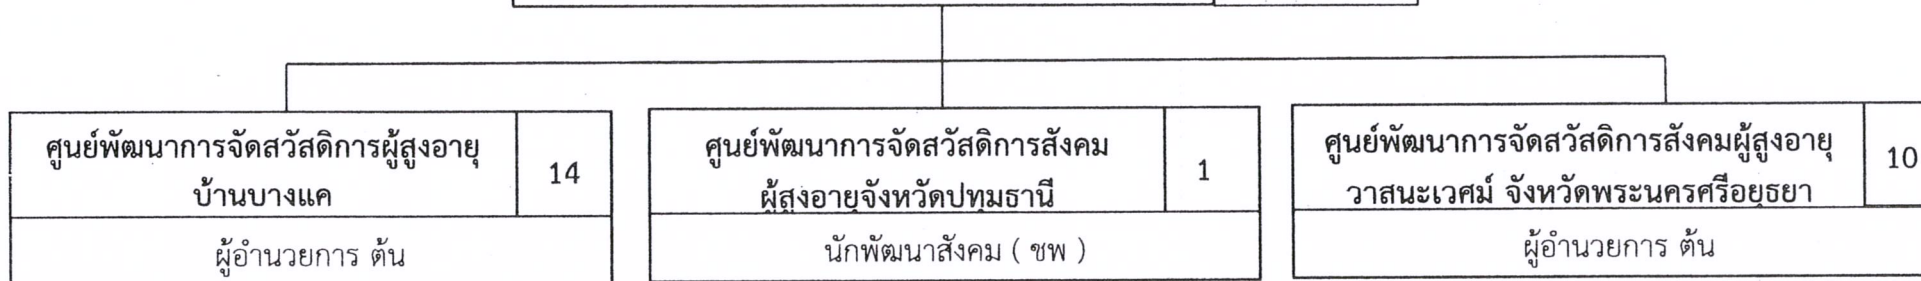 ศูนย์พัฒนาการจัดสวัสดิการผู้สูงอายุ
บ้านบางแค
14
ผู้อำนวยการ ต้น
ศูนย์พัฒนาการจัดสวัสดิการสังคม
ผู้สูงอายุจังหวัดปทุมธานี
1
นักพัฒนาสังคม ( ชพ )
ศูนย์พัฒนาการจัดสวัสดิการสังคมผู้สูงอายุ
วาสนะเวศม์ จังหวัดพระนครศรีอยุธยา
10
ผู้อำนวยการ ต้น